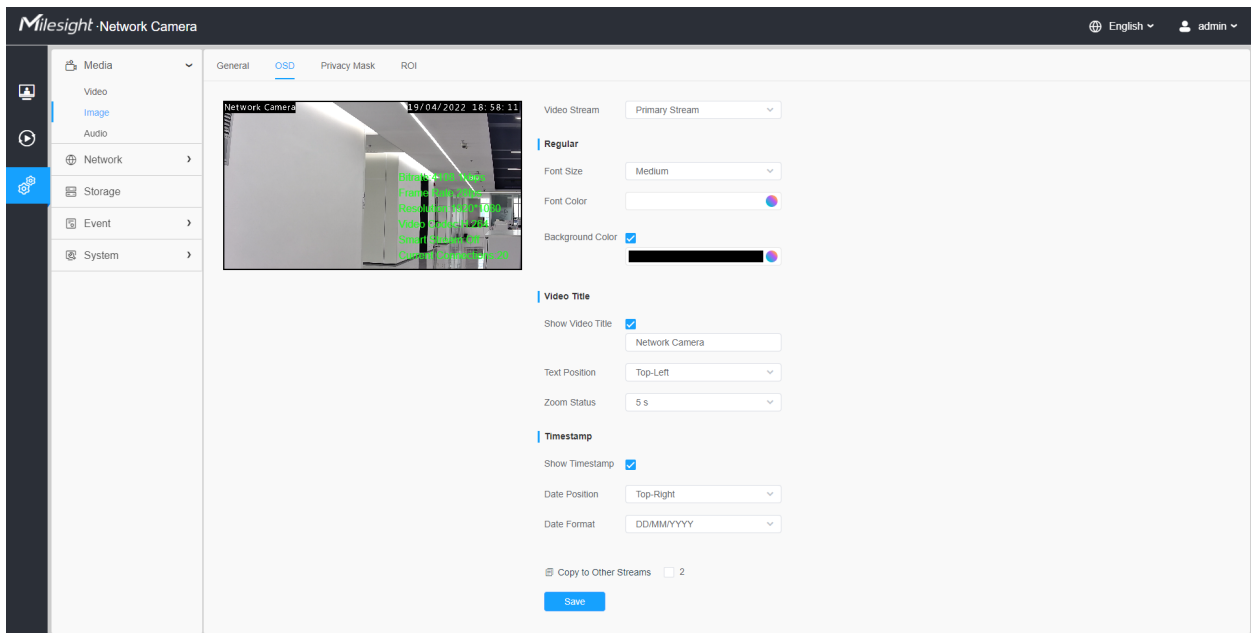 Milesight · Network Camera
English
admin
Media
Video
Image
Audio
Network
Storage
Event
System
General
OSD
Privacy Mask
ROI
Network Camera
19/04/2022 18:58:11
Frame Rate
Video Stream
Primary Stream
Regular
Font Size
Medium
Font Color
Background Color
Video Title
Show Video Title
Network Camera
Text Position
Top-Left
Zoom Status
5 s
Timestamp
Show Timestamp
Date Position
Top-Right
Date Format
DD/MM/YYYY
Copy to Other Streams
2
Save